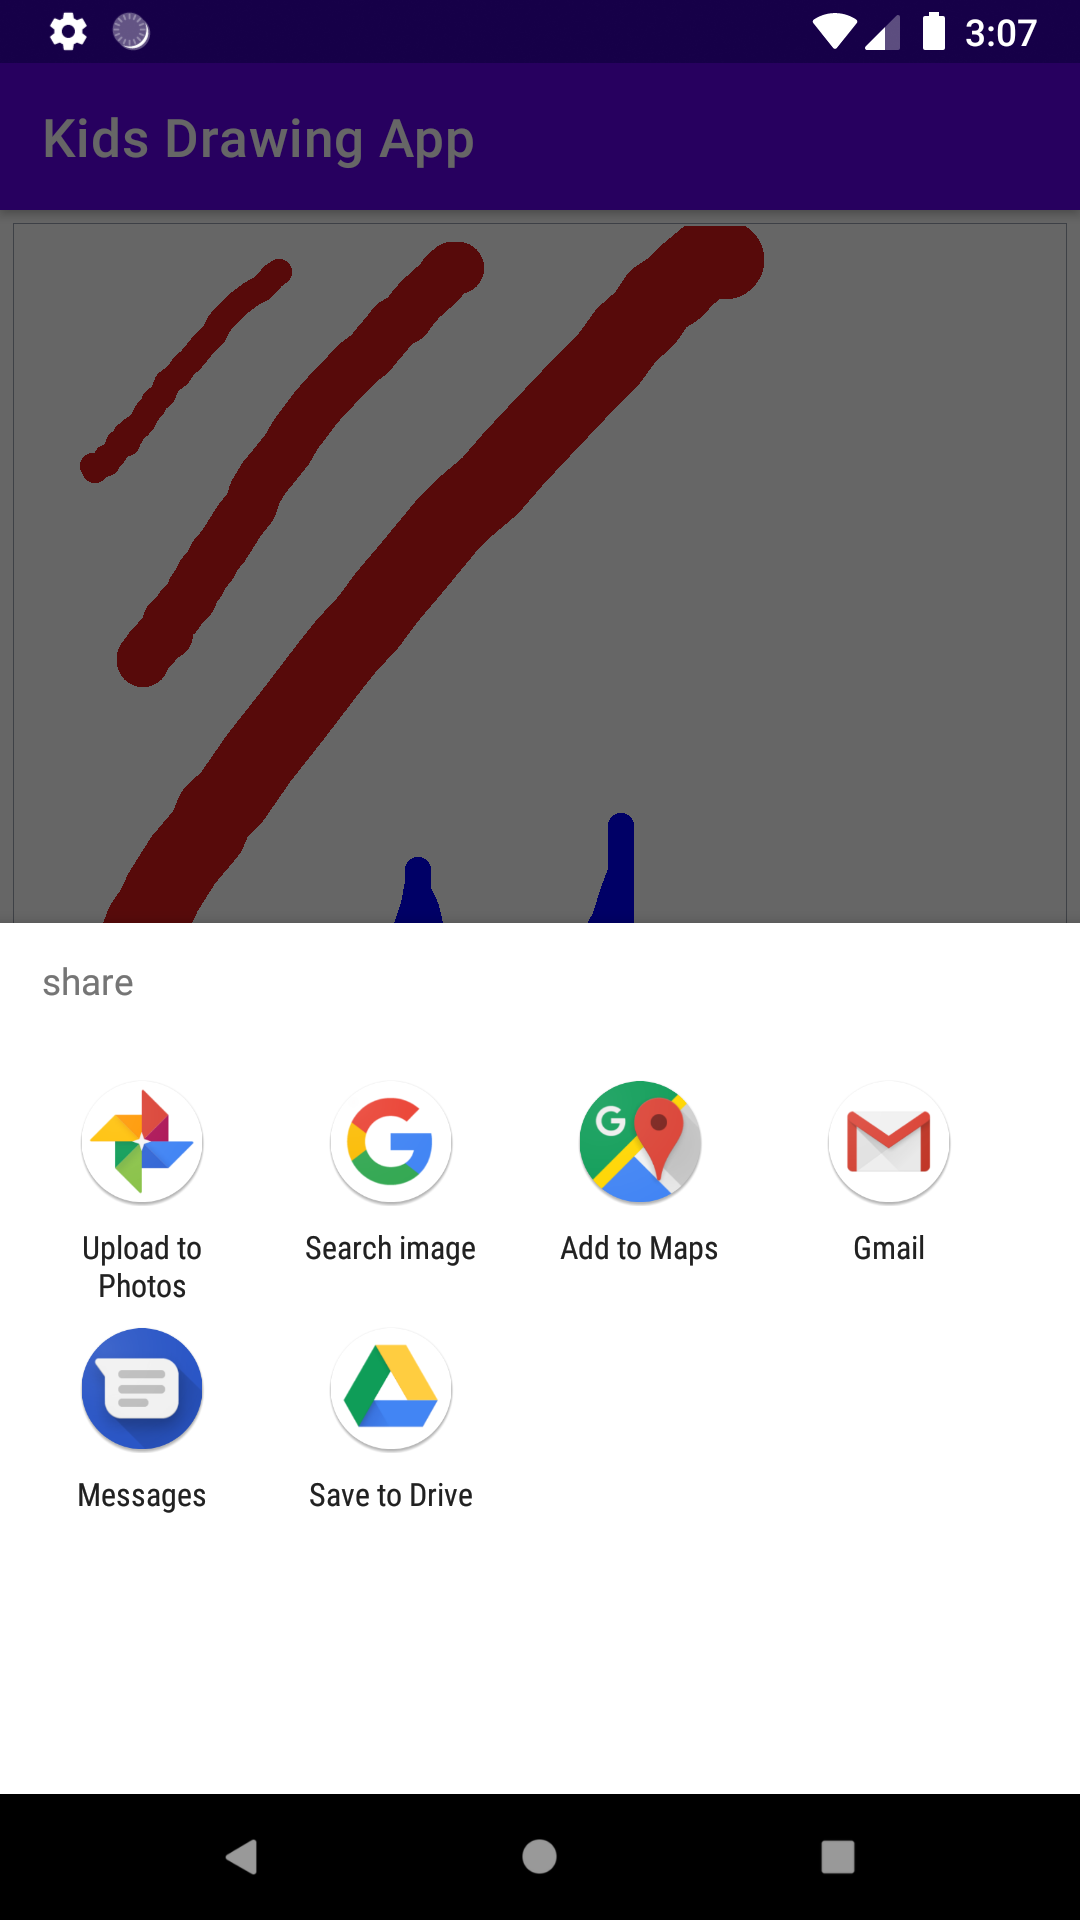 3:07
Kids Drawing App
share
Upload to
Photos
Search image
Add to Maps
Gmail
Messages
Save to Drive